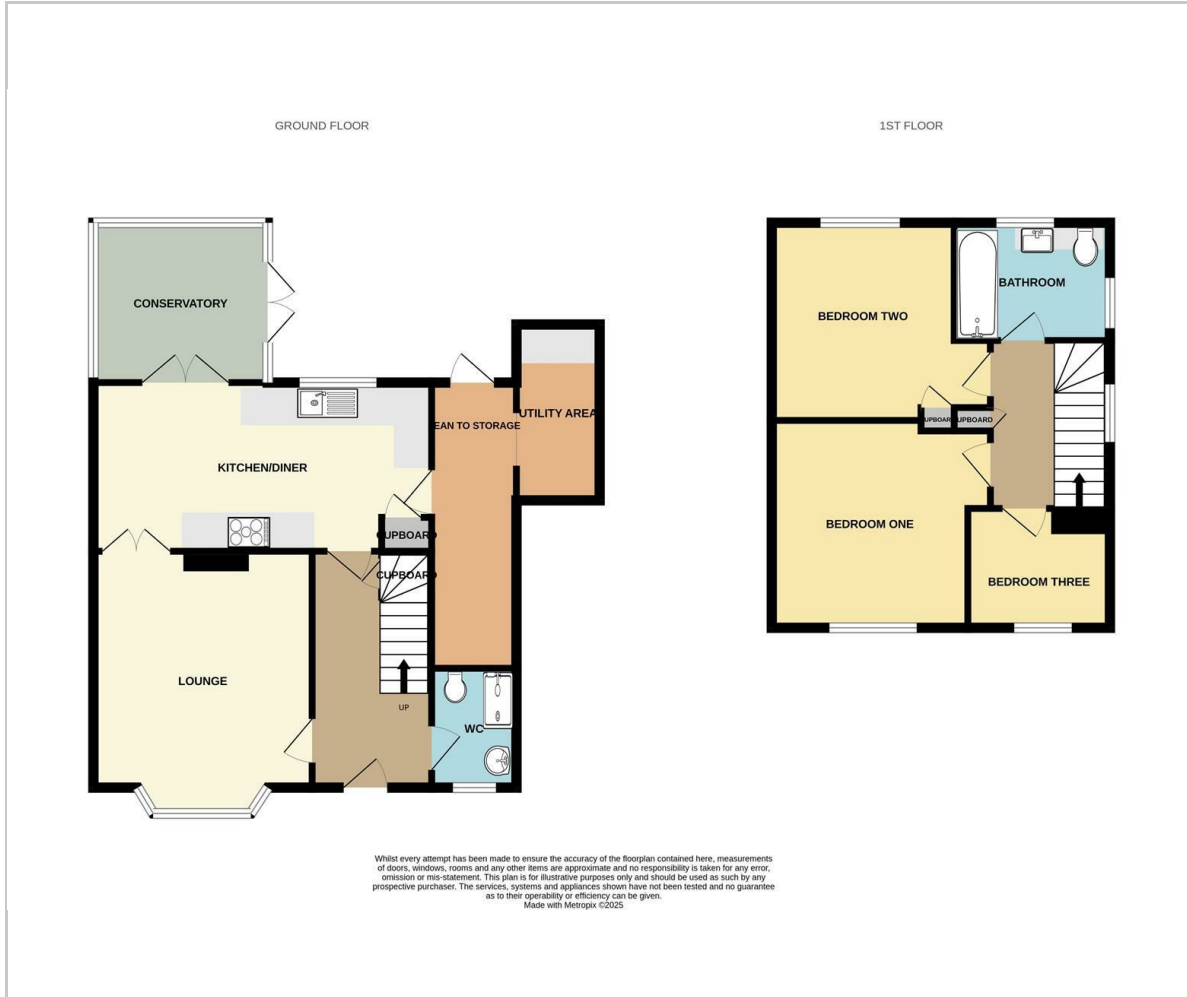 GROUND FLOOR
1ST FLOOR
CONSERVATORY
UTILITY AREA
EAN TO STORAGE
KITCHEN/DINER
CUPBOARD
CUPBOARD
LOUNGE
UP
WC
BATHROOM
BEDROOM TWO
UPBOAR
UPBOARD
BEDROOM ONE
BEDROOM THREE
Whilst every attempt has been made to ensure the accuracy of the floorplan contained here, measurements
of doors, windows, rooms and any other items are approximate and no responsibility is taken for any error,
omission or mis-statement. This plan is for illustrative purposes only and should be used as such by any
prospective purchaser. The services, systems and appliances shown have not been tested and no guarantee
as to their operability or efficiency can be given.
Made with Metropix ©2025